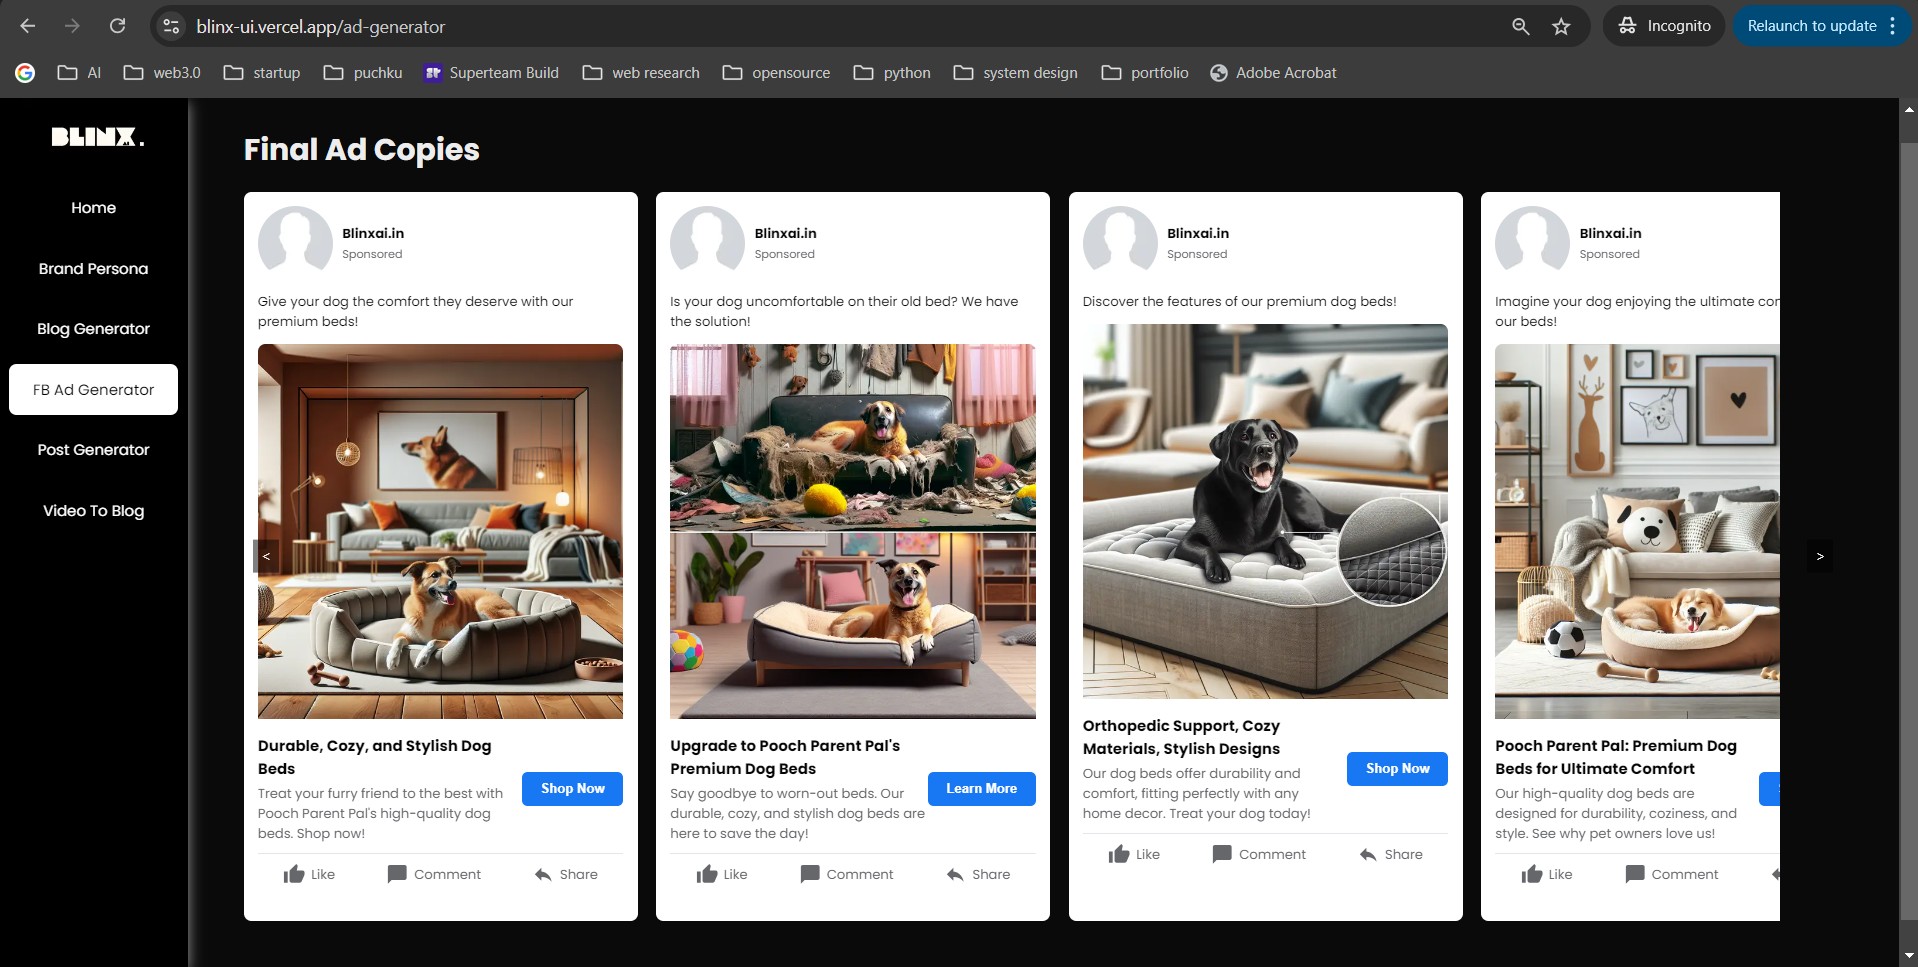 blinx-ui.vercel.app/ad-generator
Incognito
Relaunch to update
AI
web3.0
startup
puchku
Superteam Build
web research
opensource
python
system design
portfolio
Adobe Acrobat
BLINX.
Home
Brand Persona
Blog Generator
FB Ad Generator
Post Generator
Video To Blog
Final Ad Copies
<
>
Blinxai.in
Sponsored
Give your dog the comfort they deserve with our
premium beds!
Durable, Cozy, and Stylish Dog
Beds
Treat your furry friend to the best with
Pooch Parent Pal's high-quality dog
beds. Shop now!
Shop Now
Like
Comment
Share
Blinxai.in
Sponsored
Is your dog uncomfortable on their old bed? We have
the solution!
Upgrade to Pooch Parent Pal's
Premium Dog Beds
Say goodbye to worn-out beds. Our
durable, cozy, and stylish dog beds are
here to save the day!
Learn More
Like
Comment
Share
Blinxai.in
Sponsored
Discover the features of our premium dog beds!
Orthopedic Support, Cozy
Materials, Stylish Designs
Our dog beds offer durability and
comfort, fitting perfectly with any
home decor. Treat your dog today!
Shop Now
Like
Comment
Share
Blinxai.in
Sponsored
Imagine your dog enjoying the ultimate
our beds!
Pooch Parent Pal: Premium Dog
Beds for Ultimate Comfort
Our high-quality dog beds are
designed for durability, coziness, and
style. See why pet owners love us!
Like
Comment